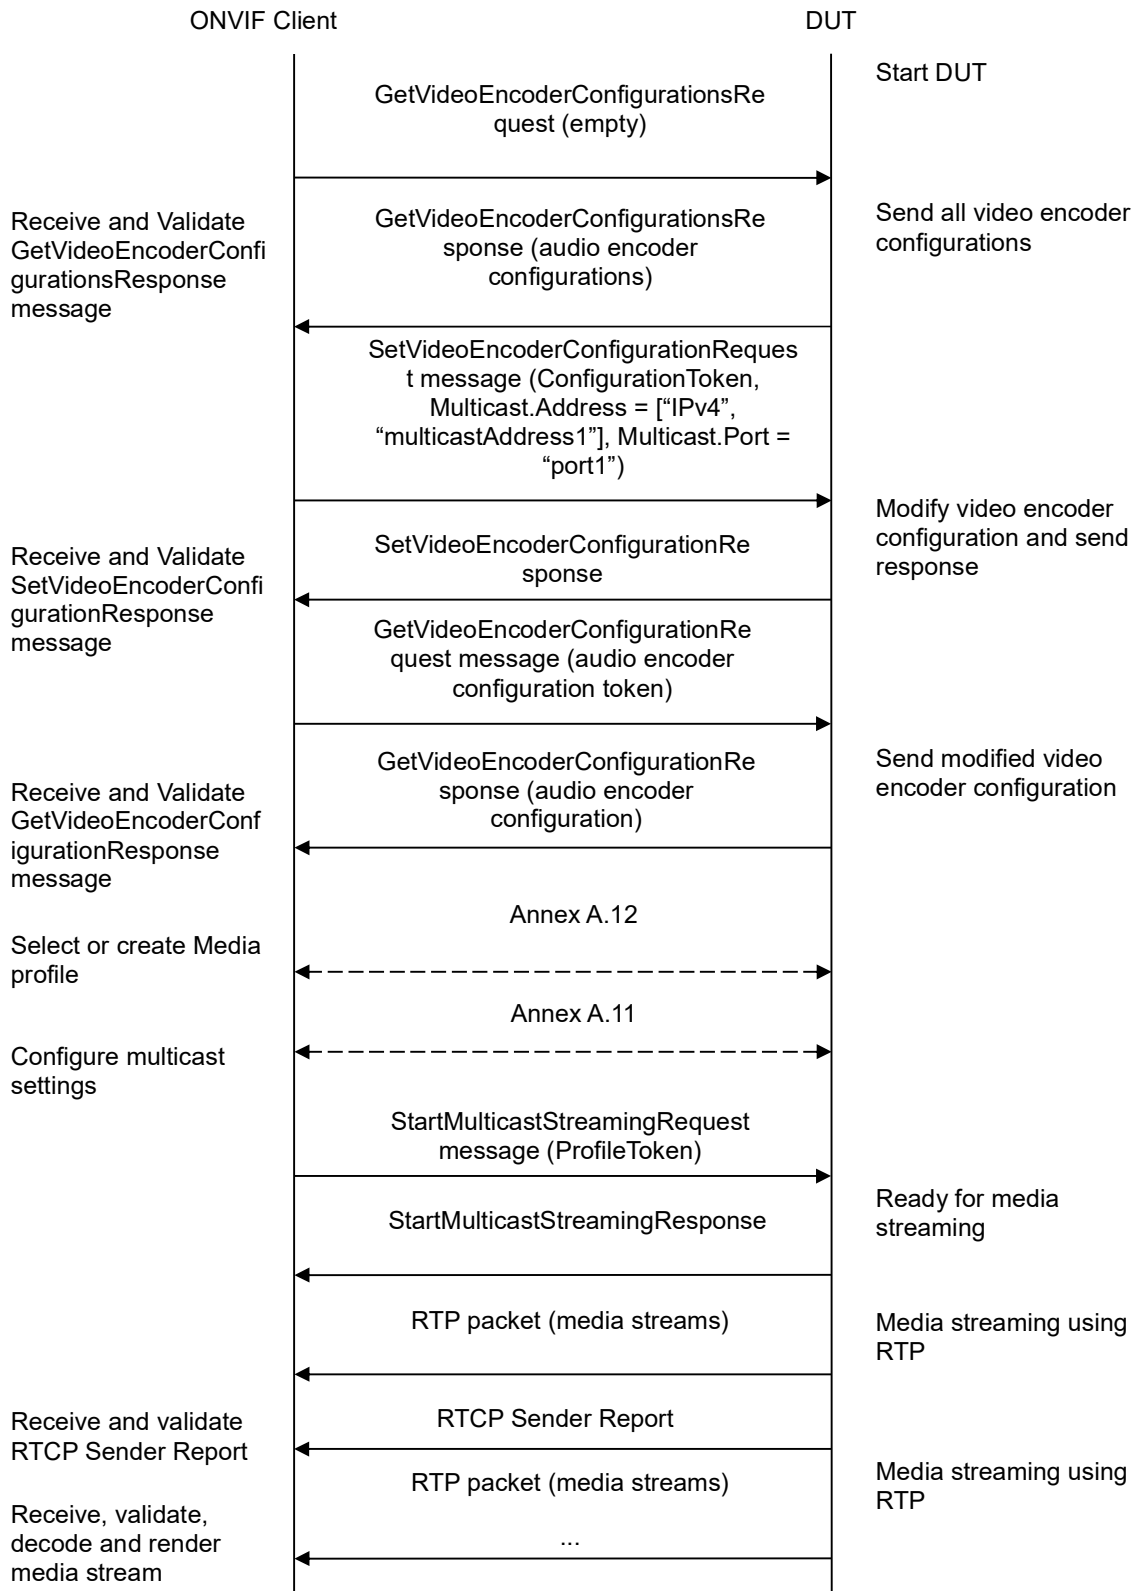 ONVIF Client
DUT
Start DUT
GetVideoEncoderConfigurationsRe
quest (empty)
Receive and Validate
GetVideoEncoderConfi
gurationsResponse
message
GetVideoEncoderConfigurationsRe
sponse (audio encoder
configurations)
Send all video encoder
configurations
SetVideoEncoderConfigurationReques
t message (ConfigurationToken,
Multicast.Address = [“IPv4”,
“multicastAddress1”], Multicast.Port =
“port1”)
Modify video encoder
configuration and send
response
Receive and Validate
SetVideoEncoderConfi
gurationResponse
message
SetVideoEncoderConfigurationRe
sponse
GetVideoEncoderConfigurationRe
quest message (audio encoder
configuration token)
Send modified video
encoder configuration
Receive and Validate
GetVideoEncoderConf
igurationResponse
message
GetVideoEncoderConfigurationRe
sponse (audio encoder
configuration)
Annex A.12
Select or create Media
profile
Annex A.11
Configure multicast
settings
StartMulticastStreamingRequest
message (ProfileToken)
Ready for media
streaming
StartMulticastStreamingResponse
RTP packet (media streams)
Media streaming using
RTP
Receive and validate
RTCP Sender Report
RTCP Sender Report
RTP packet (media streams)
Media streaming using
RTP
Receive, validate,
decode and render
media stream
...